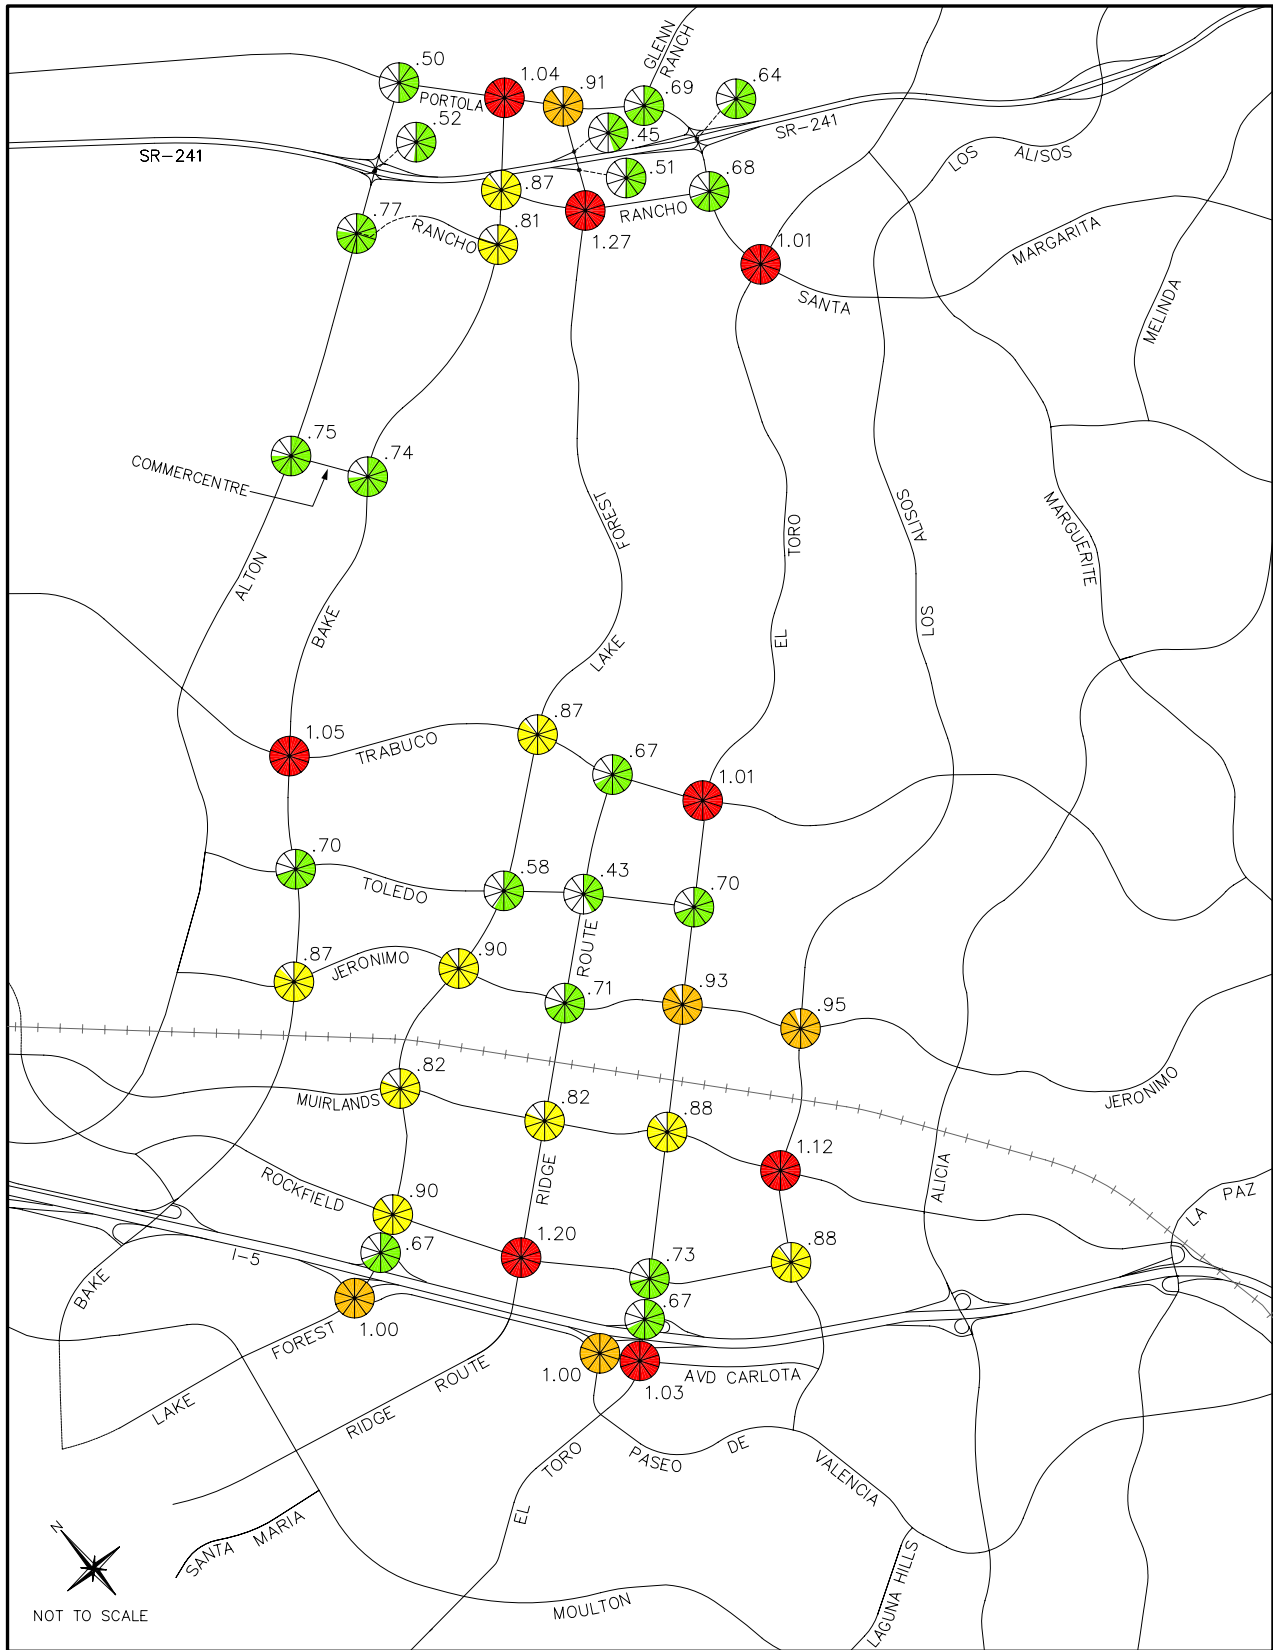 GLENN
RANCH
.50
1.04
.91
.69
.64
PORTOLA
.52
.45
SR-241
SR-241
LOS ALISOS
.87
.51
.68
.77
RANCHO
.81
RANCHO
1.27
1.01
MARGARITA
SANTA
MELINDA
.75
.74
COMMERCENTRE
FOREST
TORO
ALISOS
MARGUERITE
ALTON
BAKE
LAKE
EL
LOS
1.05
TRABUCO
.87
.67
1.01
.70
TOLEDO
.58
.43
.70
.87
JERONIMO
.90
ROUTE
.71
.93
.95
.82
MUIRLANDS
.82
.88
JERONIMO
1.12
ROCKFIELD
RIDGE
ALICIA
LA PAZ
.90
1.20
.88
I-5
.67
.73
BAKE
.67
1.00
FOREST
1.00
1.03
AVD CARLOTA
LAKE
ROUTE
RIDGE
TORO
PASEO DE
VALENCIA
EL
N
SANTA MARIA
LAGUNA HILLS
MOULTON
NOT TO SCALE